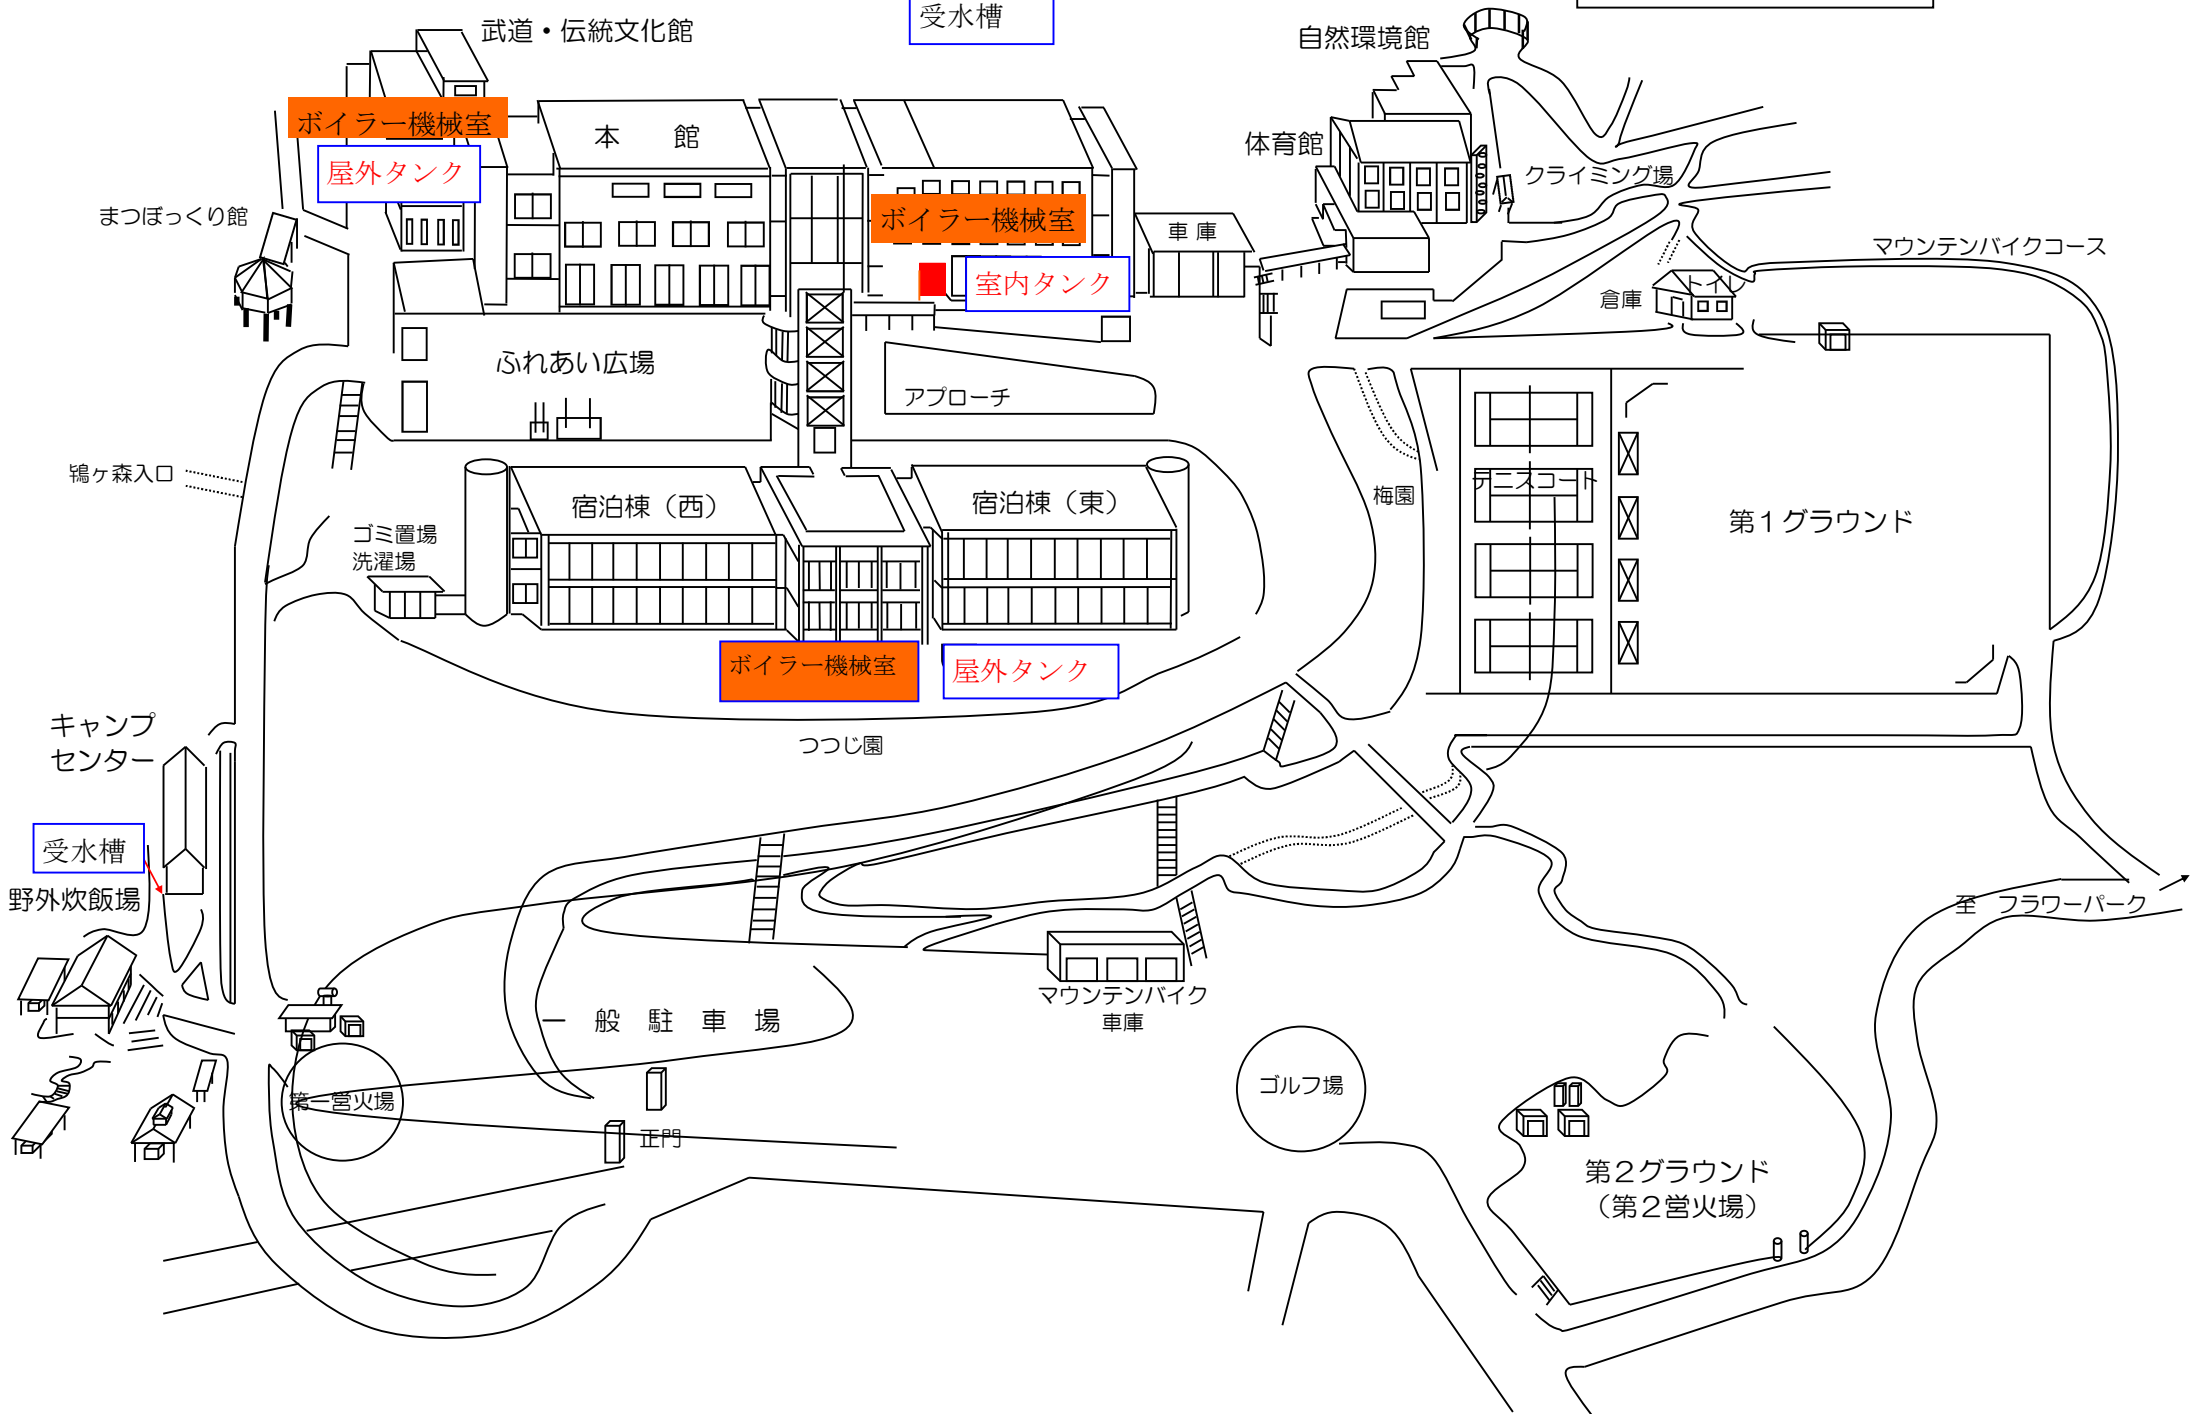 受水槽
武道・伝統文化館
自然環境館
ボイラー機械室
本　館
体育館
屋外タンク
クライミング場
まつぼっくり館
ボイラー機械室
車庫
マウンテンバイクコース
室内タンク
トイレ
倉庫
ふれあい広場
アプローチ
鴇ヶ森入口
テニスコート
宿泊棟（西）
宿泊棟（東）
梅園
第１グラウンド
ゴミ置場
洗濯場
ボイラー機械室
屋外タンク
キャンプ
センター
つつじ園
受水槽
野外炊飯場
至　フラワーパーク
マウンテンバイク
車庫
一　般　駐　車　場
第一営火場
ゴルフ場
正門
第２グラウンド
（第２営火場）